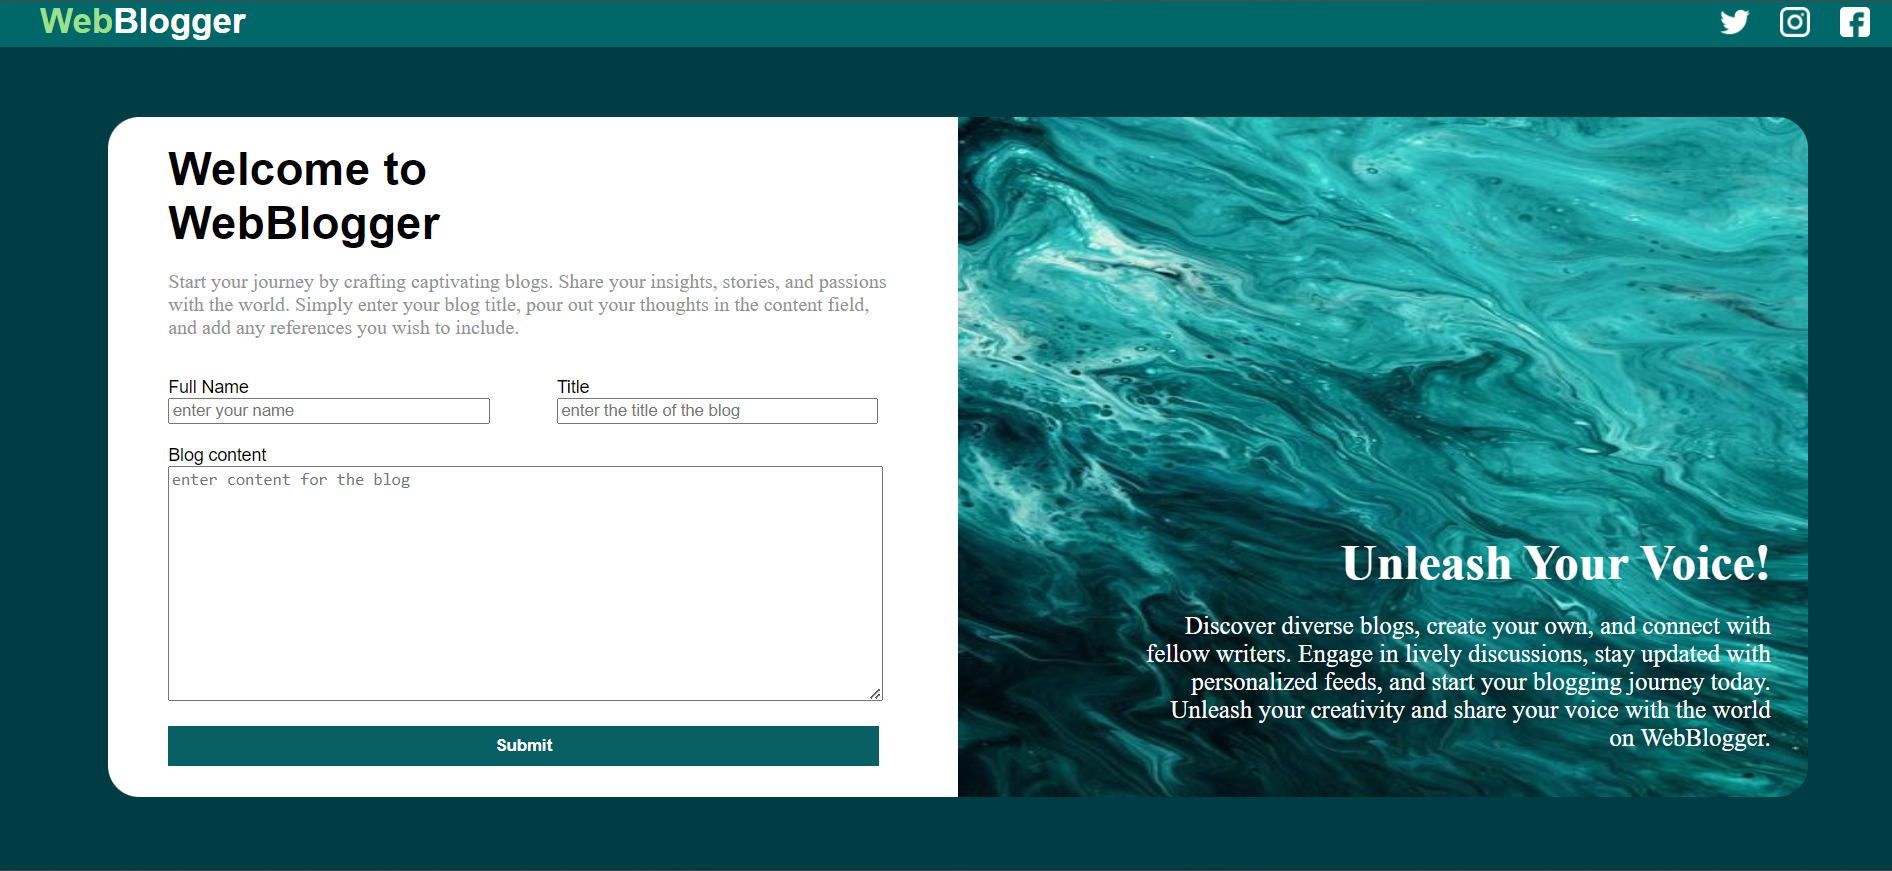 WebBlogger
Welcome to
WebBlogger
Start your journey by crafting captivating blogs. Share your insights, stories, and passions
with the world. Simply enter your blog title, pour out your thoughts in the content field,
and add any references you wish to include.
Full Name
enter your name
Title
enter the title of the blog
Blog content
enter content for the blog
Submit
Unleash Your Voice!
Discover diverse blogs, create your own, and connect with
fellow writers. Engage in lively discussions, stay updated with
personalized feeds, and start your blogging journey today.
Unleash your creativity and share your voice with the world
on WebBlogger.